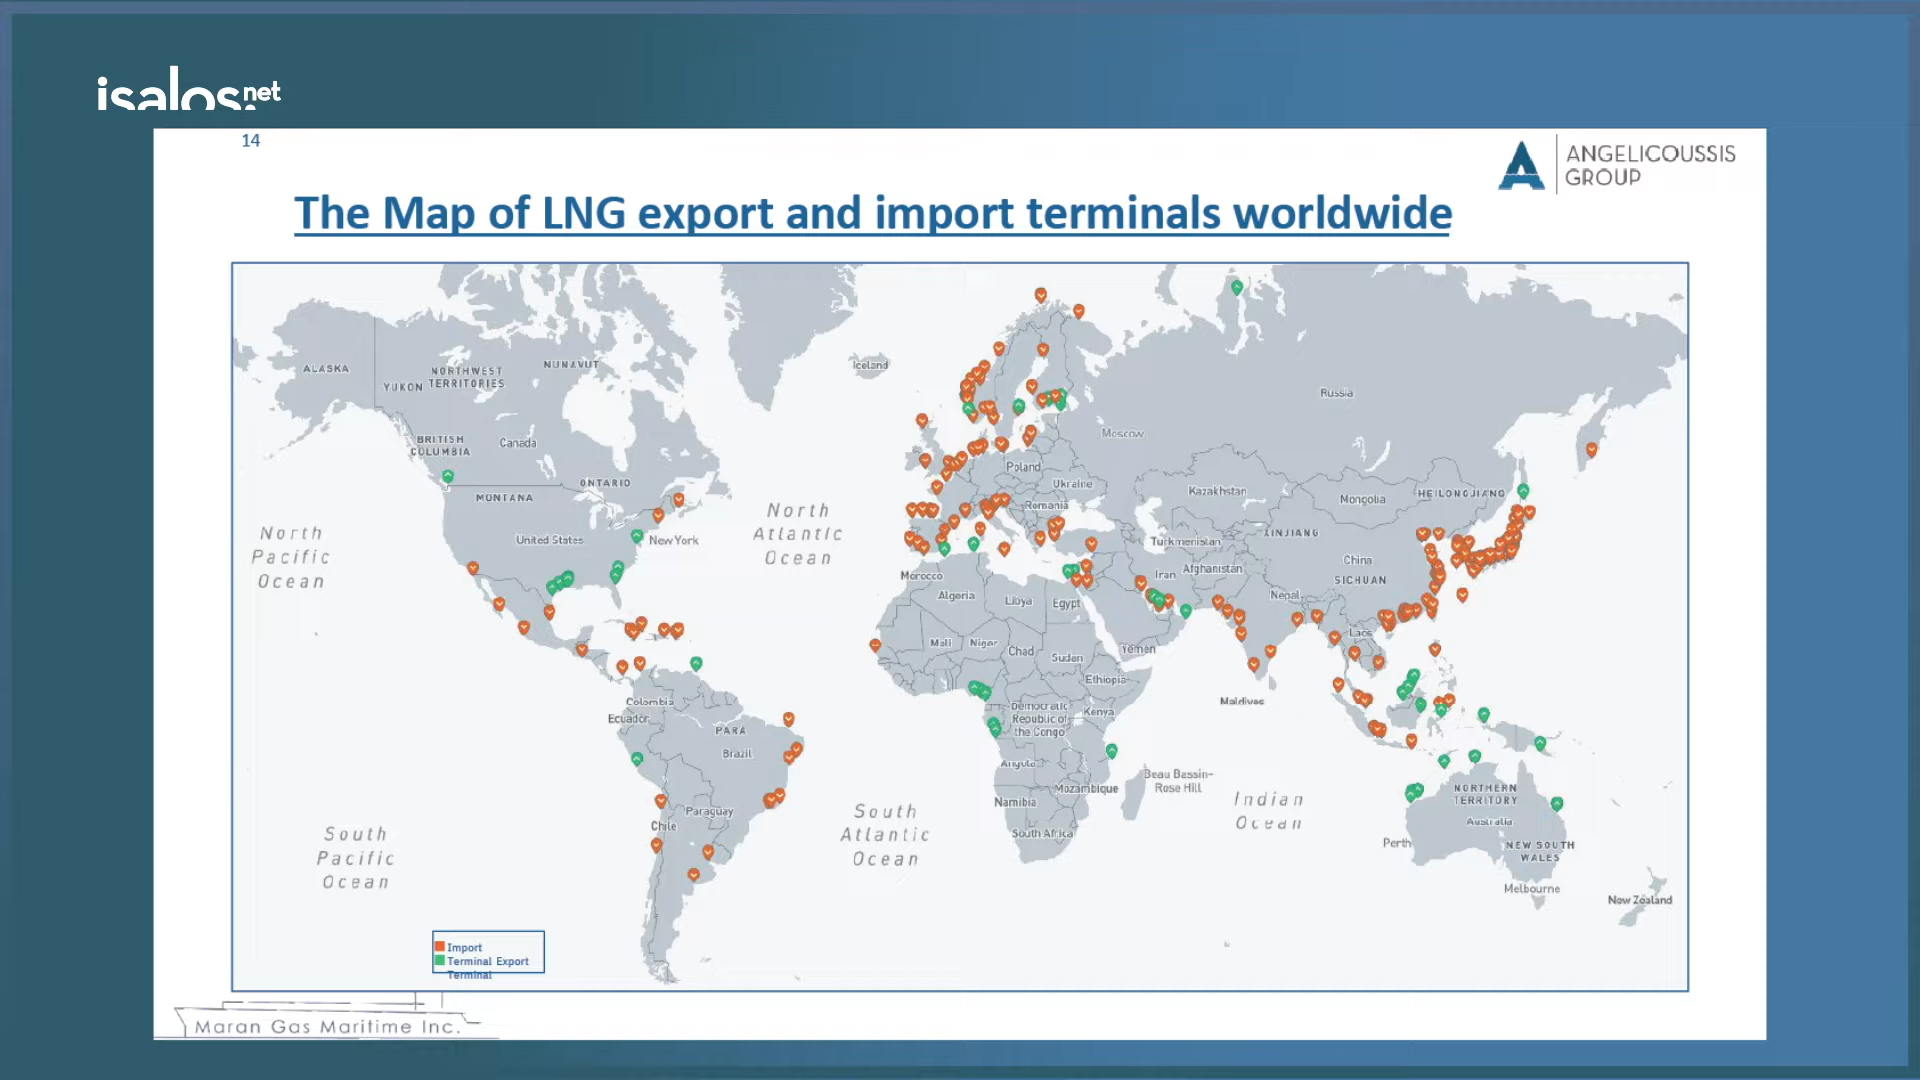 isalos.net
14
ANGELICOUSSIS
GROUP
The Map of LNG export and import terminals worldwide
Iceland
ALASKA
NUNAVUT
NORTHWEST
TERRITORIES
YUKON
Russia
BRITISH
COLUMBIA
Canada
Moscow
ONTARIO
MONTANA
Poland
Ukraine
Romania
Kazakhstan
Mongolia
HEILONGJIANG
North
Pacific
Ocean
North
Atlantic
Ocean
United States
New York
Turkmenistan
XINJIANG
China
SICHUAN
Morocco
Algeria
Libya
Egypt
Iran
Afghanistan
Nepal
Laos
Mali
Niger
Chad
Sudan
Yemen
Ethiopia
Maldives
Colombia
Ecuador
PARÁ
Brazil
Democratic
Republic of
the Congo
Kenya
Angola
Beau Bassin-
Rose Hill
Mozambique
Namibia
South Africa
Paraguay
Chile
South
Pacific
Ocean
South
Atlantic
Ocean
Indian
Ocean
NORTHERN
TERRITORY
Australia
Perth
NEW SOUTH
WALES
Melbourne
New Zealand
Import
Terminal Export
Terminal
Maran Gas Maritime Inc.